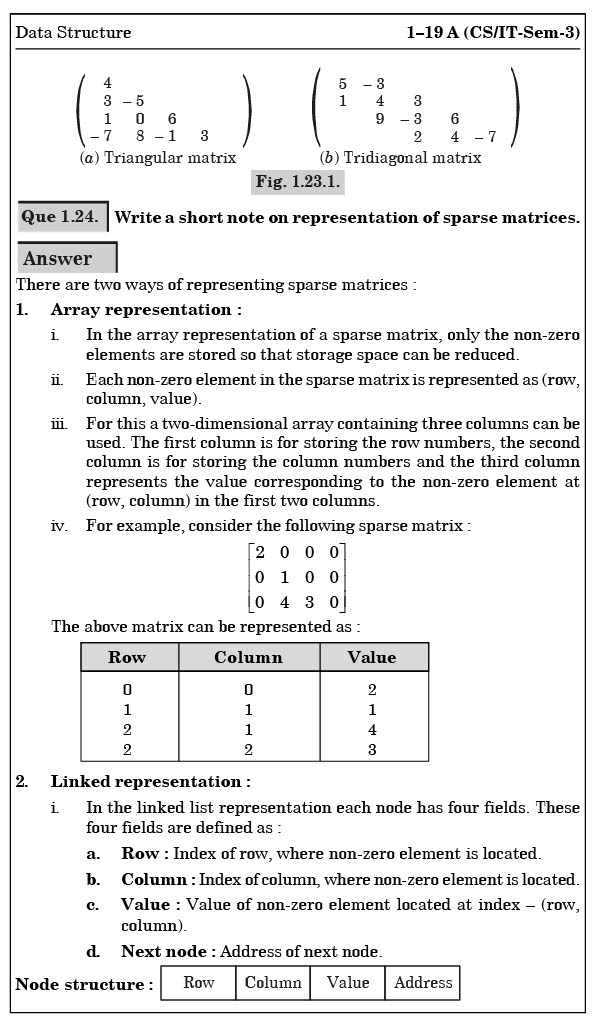 Data Structure 1–19 A (CS/IT-Sem-3)
4 5 – 3
3 – 5 1 4 3
1 0 6 9 – 3 6
– 7 8 – 1 3 2 4 – 7
(a) Triangular matrix (b) Tridiagonal matrix
Fig. 1.23.1.
Que 1.24. Write a short note on representation of sparse matrices.
Answer
There are two ways of representing sparse matrices :
1. Array representation :
i. In the array representation of a sparse matrix, only the non-zero
elements are stored so that storage space can be reduced.
ii. Each non-zero element in the sparse matrix is represented as (row,
column, value).
iii. For this a two-dimensional array containing three columns can be
used. The first column is for storing the row numbers, the second
column is for storing the column numbers and the third column
represents the value corresponding to the non-zero element at
(row, column) in the first two columns.
iv. For example, consider the following sparse matrix :
2 0 0 0
0 1 0 0
0 4 3 0
The above matrix can be represented as :
Row Column Value
0 0 2
1 1 1
2 1 4
2 2 3
2. Linked representation :
i. In the linked list representation each node has four fields. These
four fields are defined as :
a. Row : Index of row, where non-zero element is located.
b. Column : Index of column, where non-zero element is located.
c. Value : Value of non-zero element located at index – (row,
column).
d. Next node : Address of next node.
Node structure : Row Column Value Address